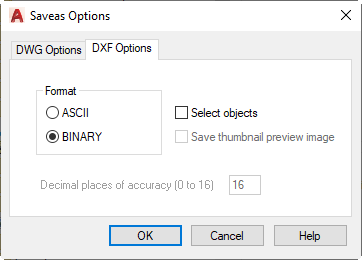 Saveas Options
DWG Options DXF Options
Format
ASCII
BINARY
Select objects
Save thumbnail preview image
Decimal places of accuracy (0 to 16) 16
OK Cancel Help